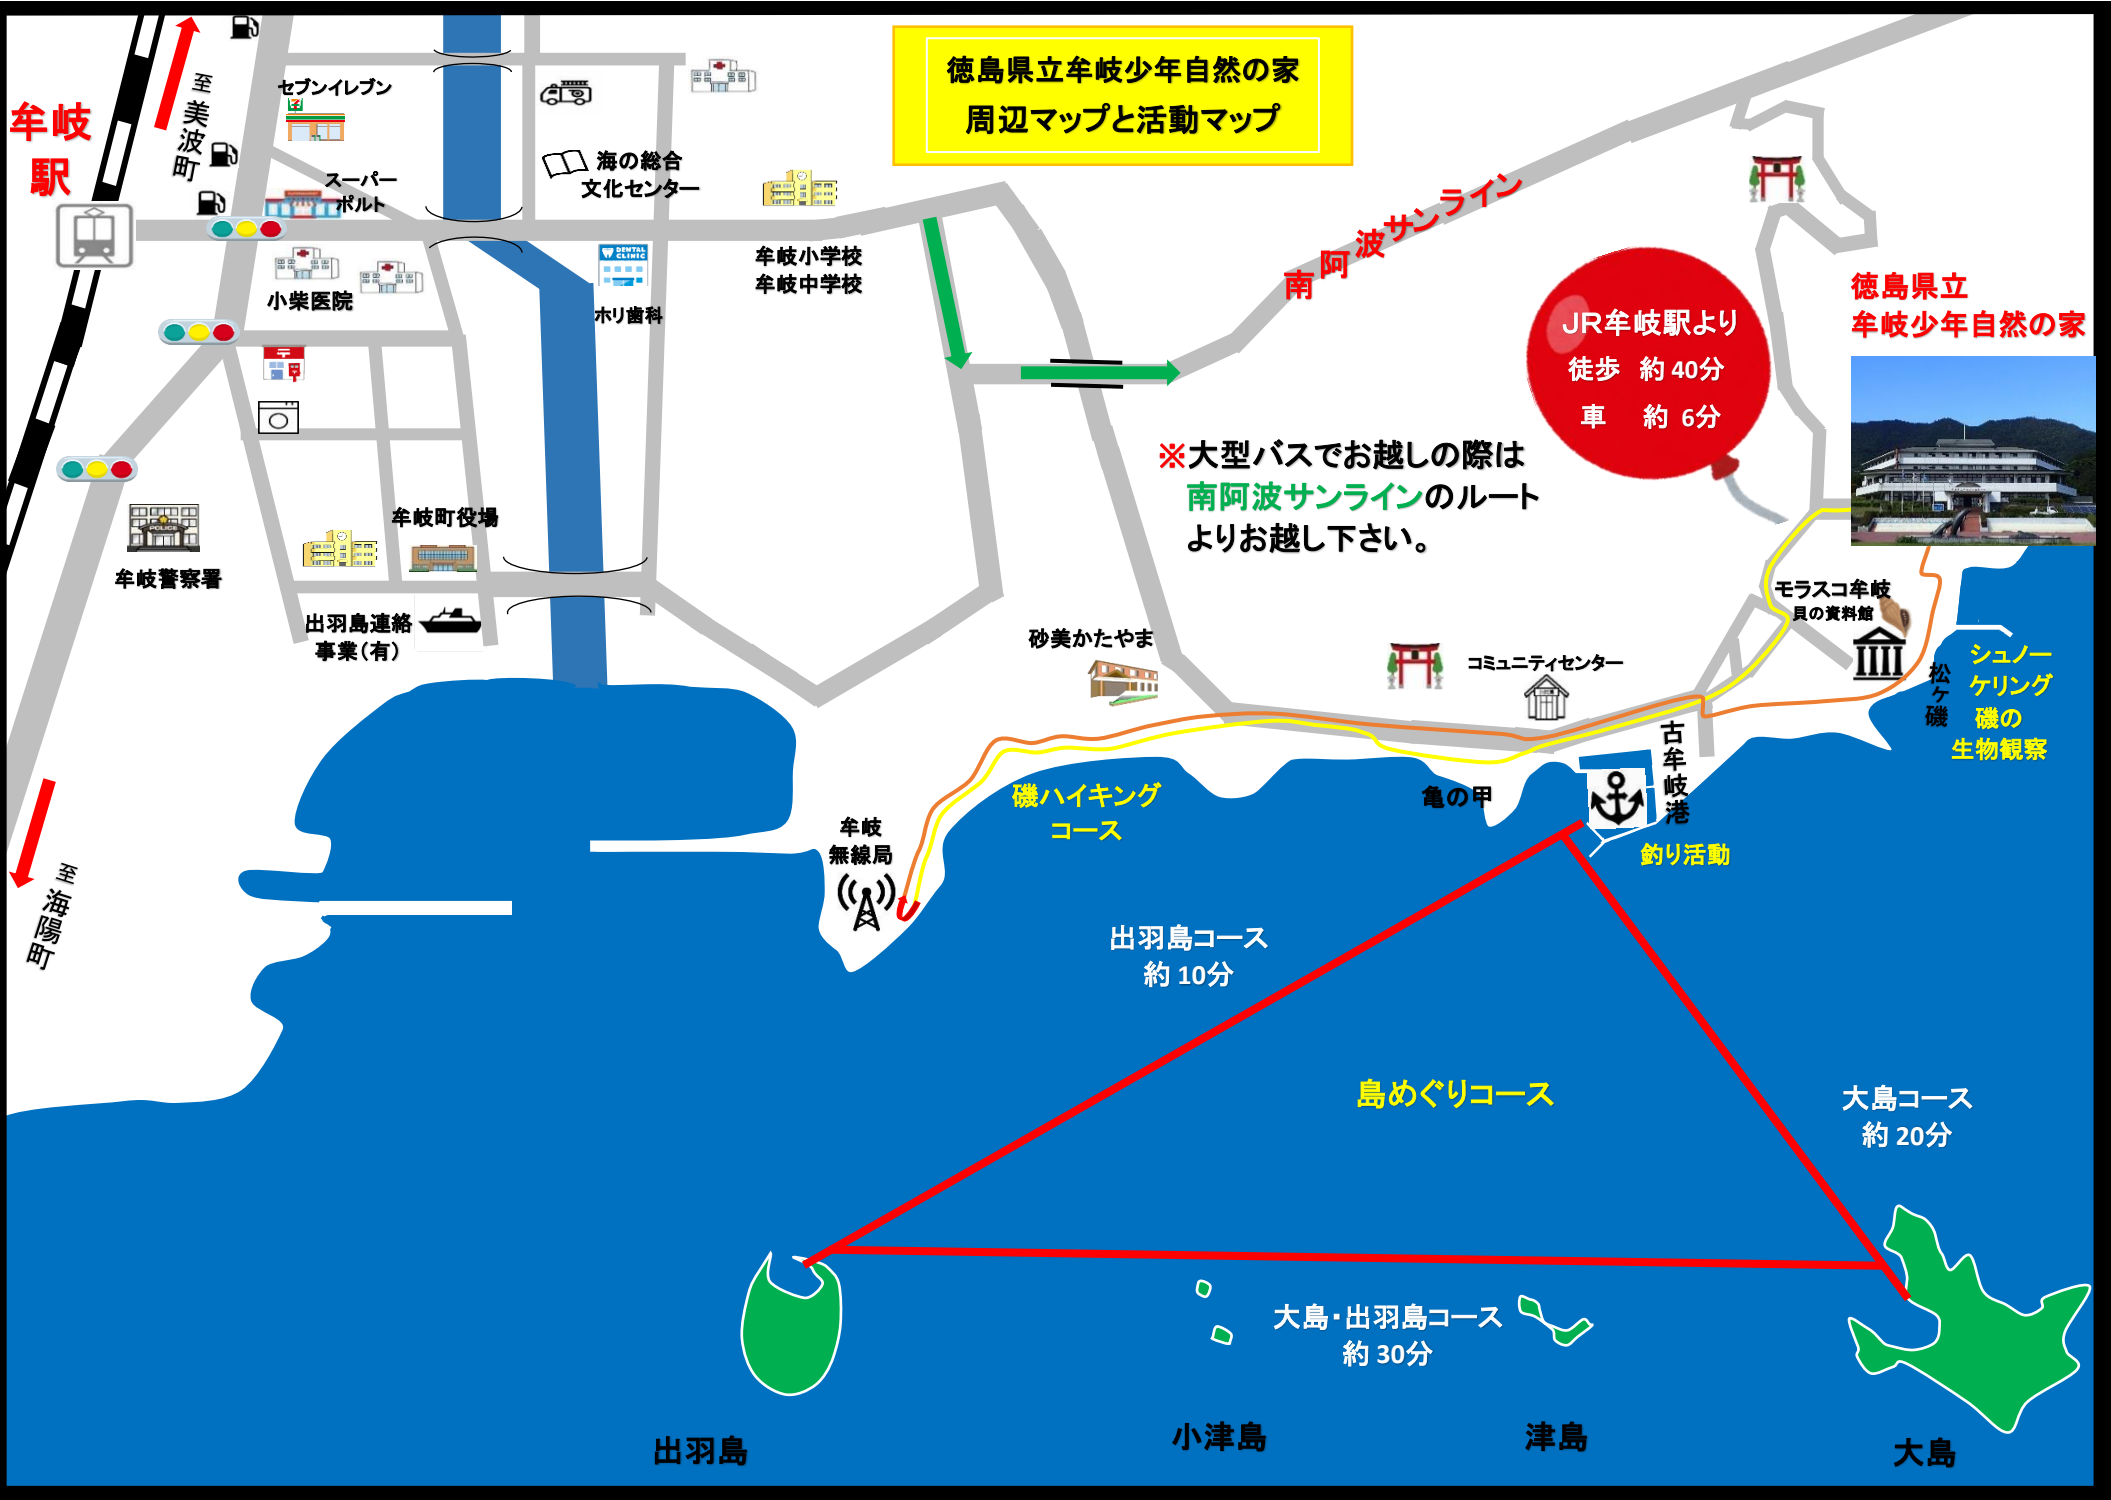 徳島県立牟岐少年自然の家
周辺マップと活動マップ
牟岐
駅
至美波町
セブンイレブン
7
スーパー
ポルト
海の総合
文化センター
小柴医院
DENTAL
CLINIC
ホリ歯科
牟岐小学校
牟岐中学校
南阿波サンライン
JR牟岐駅より
徒歩 約40分
車 約 6分
徳島県立
牟岐少年自然の家
※大型バスでお越しの際は
南阿波サンラインのルート
よりお越し下さい。
POLICE
牟岐警察署
牟岐町役場
出羽島連絡
事業(有)
砂美かたやま
コミュニティセンター
モラスコ牟岐
貝の資料館
松ヶ磯
シュノー
ケリング
磯の
生物観察
古牟岐港
磯ハイキング
コース
亀の甲
釣り活動
牟岐
無線局
至海陽町
出羽島コース
約10分
島めぐりコース
大島コース
約20分
大島・出羽島コース
約30分
出羽島
小津島
津島
大島